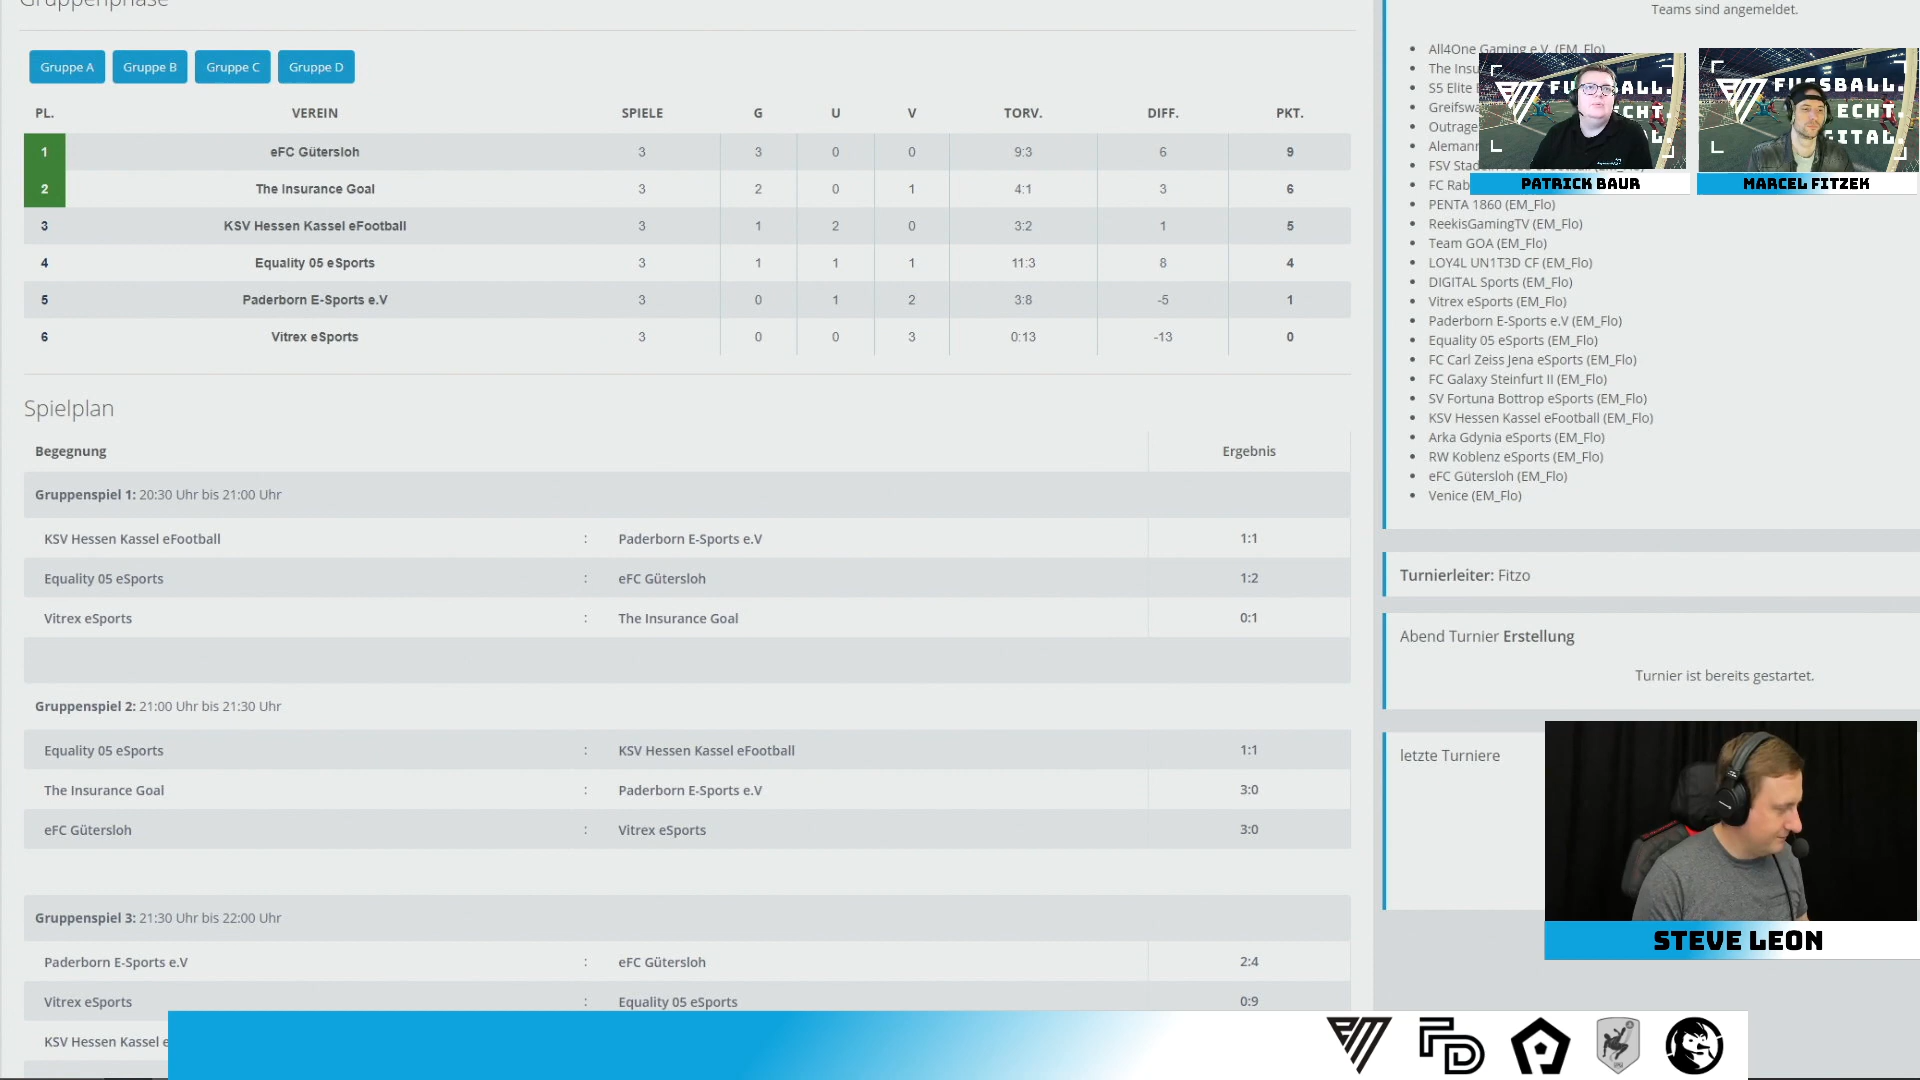 Gruppenphase
Gruppe A Gruppe B Gruppe C Gruppe D
PL. VEREIN SPIELE G U V TORV. DIFF. PKT.
1 eFC Gütersloh 3 3 0 0 9:3 6 9
2 The Insurance Goal 3 2 0 1 4:1 3 6
3 KSV Hessen Kassel eFootball 3 1 2 0 3:2 1 5
4 Equality 05 eSports 3 1 1 1 11:3 8 4
5 Paderborn E-Sports e.V 3 0 1 2 3:8 -5 1
6 Vitrex eSports 3 0 0 3 0:13 -13 0
Spielplan
Begegnung Ergebnis
Gruppenspiel 1: 20:30 Uhr bis 21:00 Uhr
KSV Hessen Kassel eFootball : Paderborn E-Sports e.V 1:1
Equality 05 eSports : eFC Gütersloh 1:2
Vitrex eSports : The Insurance Goal 0:1
Gruppenspiel 2: 21:00 Uhr bis 21:30 Uhr
Equality 05 eSports : KSV Hessen Kassel eFootball 1:1
The Insurance Goal : Paderborn E-Sports e.V 3:0
eFC Gütersloh : Vitrex eSports 3:0
Gruppenspiel 3: 21:30 Uhr bis 22:00 Uhr
Paderborn E-Sports e.V : eFC Gütersloh 2:4
Vitrex eSports : Equality 05 eSports 0:9
KSV Hessen Kassel e
Teams sind angemeldet.
All4One Gaming e.V. (EM_Flo)
The Insu
S5 Elite
Greifswa
Outrage
Alemann
FSV Stad
FC Rab
PENTA 1860 (EM_Flo)
ReekisGamingTV (EM_Flo)
Team GOA (EM_Flo)
LOY4L UN1T3D CF (EM_Flo)
DIGITAL Sports (EM_Flo)
Vitrex eSports (EM_Flo)
Paderborn E-Sports e.V (EM_Flo)
Equality 05 eSports (EM_Flo)
FC Carl Zeiss Jena eSports (EM_Flo)
FC Galaxy Steinfurt II (EM_Flo)
SV Fortuna Bottrop eSports (EM_Flo)
KSV Hessen Kassel eFootball (EM_Flo)
Arka Gdynia eSports (EM_Flo)
RW Koblenz eSports (EM_Flo)
eFC Gütersloh (EM_Flo)
Venice (EM_Flo)
PATRICK BAUR
FUSSBALL.
ECHT.
MARCEL FITZEK
Turnierleiter: Fitzo
Abend Turnier Erstellung
Turnier ist bereits gestartet.
letzte Turniere
STEVE LEON